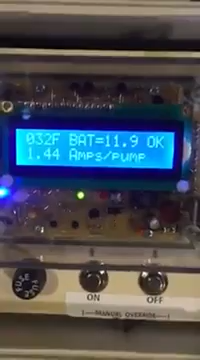 032F BAT=11.9 OK
1.44 Amps/pump
ON OFF
MANUAL OVERRIDE